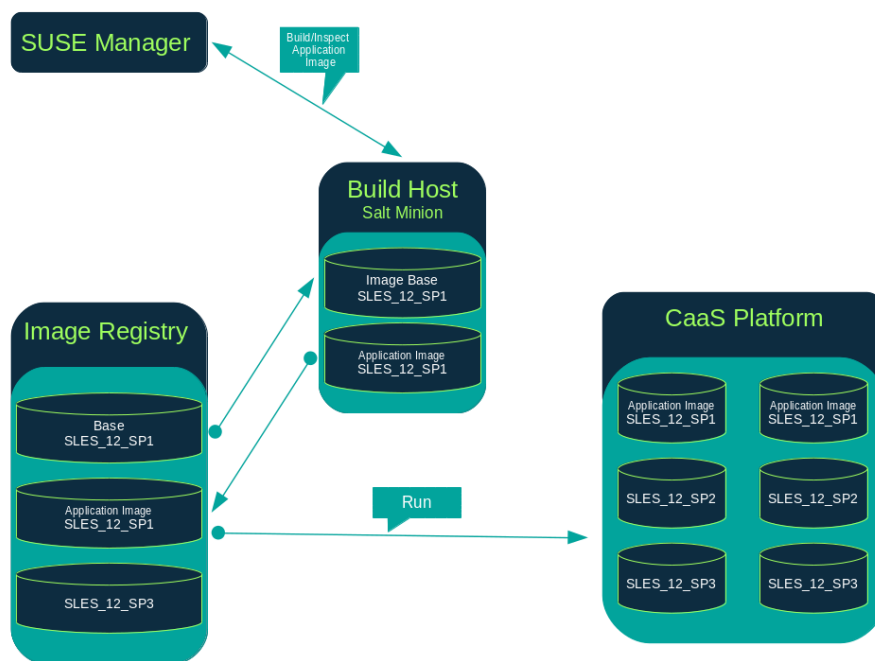 SUSE Manager
Build/Inspect
Application
Image
Build Host
Salt Minion
Image Base
SLES_12_SP1
Application Image
SLES_12_SP1
Image Registry
Base
SLES_12_SP1
Application Image
SLES_12_SP1
SLES_12_SP3
Run
CaaS Platform
Application Image
SLES_12_SP1
Application Image
SLES_12_SP1
SLES_12_SP2
SLES_12_SP2
SLES_12_SP3
SLES_12_SP3